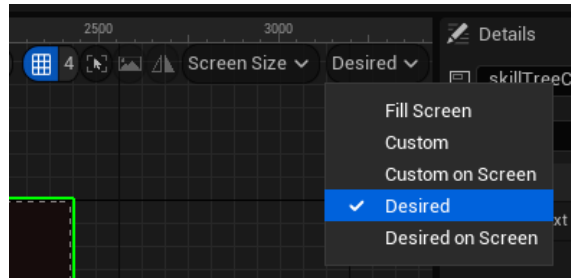 2500 3000
4 Screen Size Desired Details
skillTreeC
Fill Screen
Custom
Custom on Screen
Desired
xt
Desired on Screen